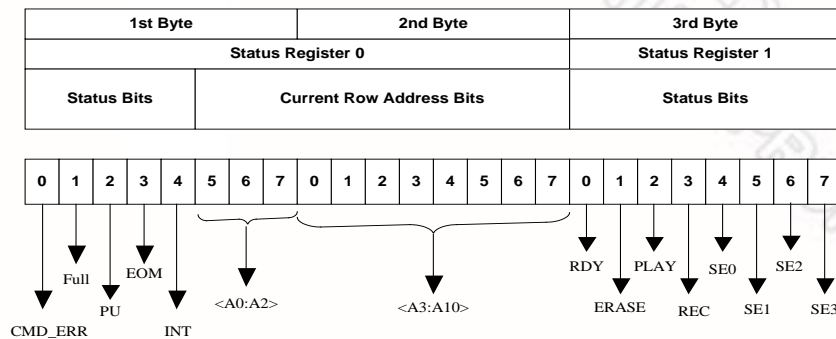 1st Byte 2nd Byte 3rd Byte
Status Register 0 Status Register 1
Status Bits Current Row Address Bits Status Bits
0 1 2 3 4 5 6 7 0 1 2 3 4 5 6 7 0 1 2 3 4 5 6 7
Full EOM RDY PLAY SE0 SE2
PU <A0:A2> <A3:A10> ERASE REC SE1 SE3
CMD_ERR INT